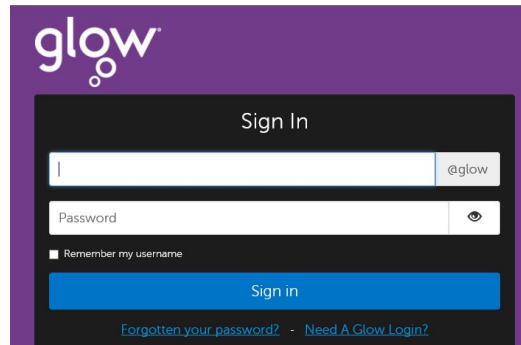 glow
Sign In
@glow
Password
Remember my username
Sign in
Forgotten your password? - Need A Glow Login?